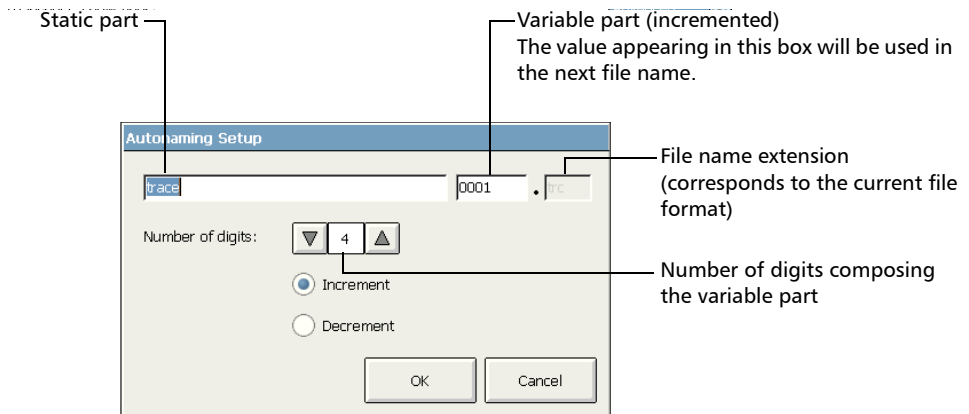 Static part
Variable part (incremented)
The value appearing in this box will be used in
the next file name.
Autonaming Setup
trace
0001
. trc
File name extension
(corresponds to the current file
format)
Number of digits:
4
Number of digits composing
the variable part
Increment
Decrement
OK
Cancel